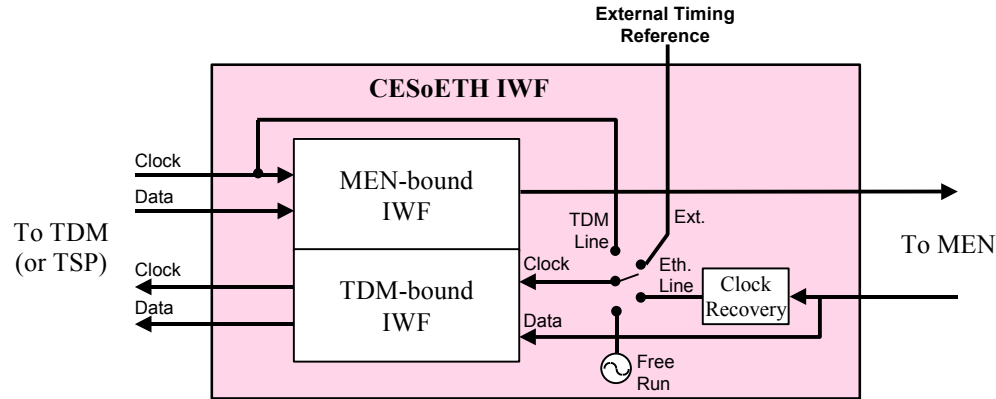 External Timing
Reference
CESoETH IWF
Clock
Data
MEN-bound
IWF
To TDM
(or TSP)
TDM
Line
Ext.
To MEN
Clock
Eth.
Line
Clock
Recovery
Clock
Data
TDM-bound
IWF
Data
Free
Run